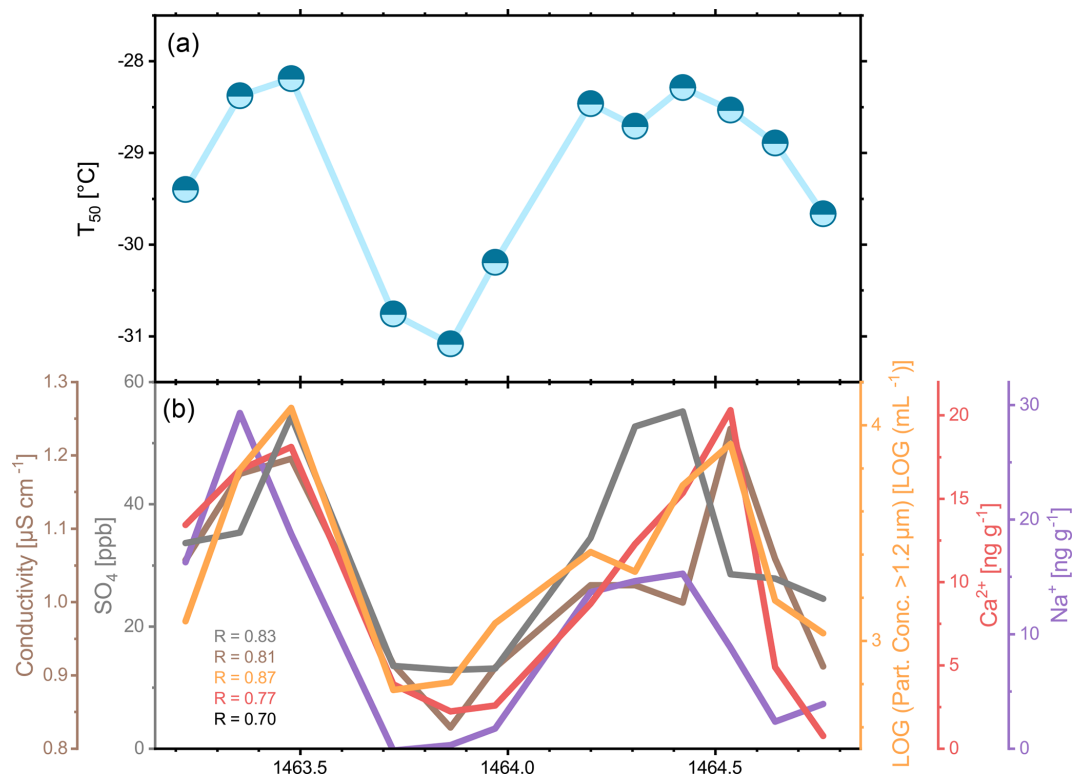 (a)
-28
-29
-30
-31
T50 [°C]
(b)
1.3
1.2
1.1
1.0
0.9
0.8
Conductivity [µS cm-1]
60
40
20
0
SO4 [ppb]
R = 0.83
R = 0.81
R = 0.87
R = 0.77
R = 0.70
4
3
LOG (Part. Conc. >1.2 µm) [LOG (mL -1)]
20
15
10
5
0
Ca2+ [ng g-1]
30
20
10
0
Na+ [ng g-1]
1463.5
1464.0
1464.5